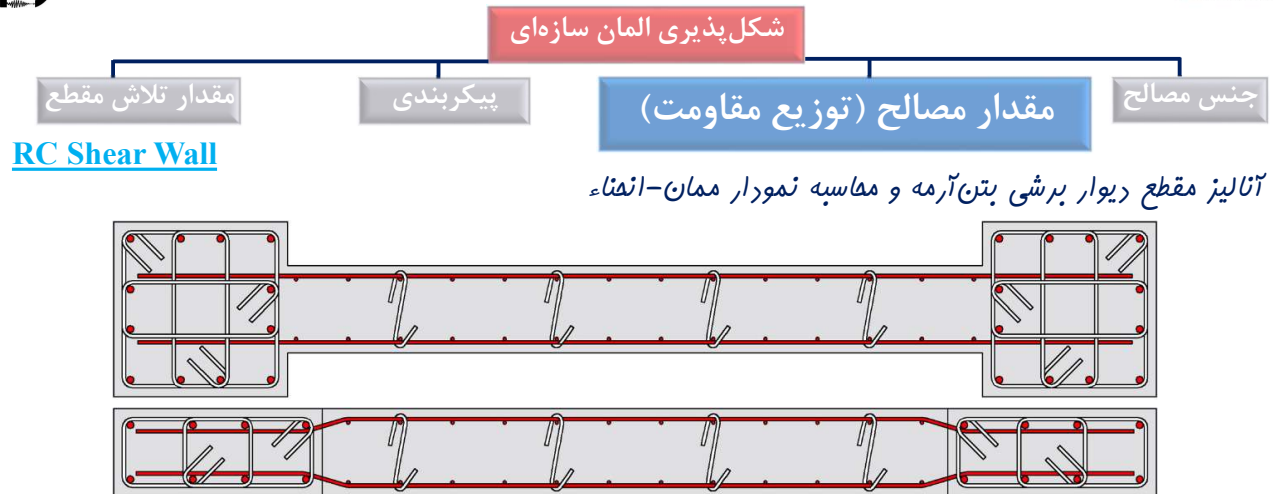 شکل‌پذیری المان سازه‌ای
جنس مصالح
مقدار مصالح (توزیع مقاومت)
پیکربندی
مقدار تلاش مقطع
RC Shear Wall
آنالیز مقطع دیوار برشی بتن‌آرمه و محاسبه نمودار ممان-انحناء